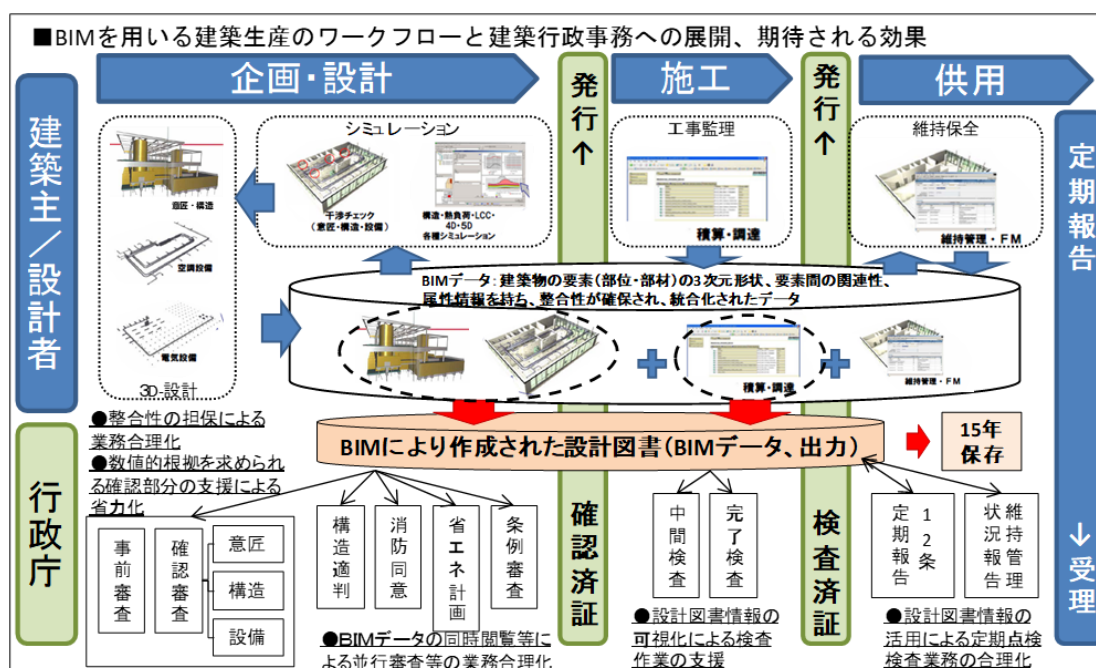 ■BIMを用いる建築生産のワークフローと建築行政事務への展開、期待される効果
企画・設計
発行↑
施工
発行↑
供用
建築主／設計者
シミュレーション
工事監理
維持保全
定期報告
意匠・構造
干渉チェック
(意匠・構造・設備)
構造・熱負荷・LCC・
4D・5D
各種シミュレーション
積算・調達
維持管理・FM
空調設備
電気設備
3D-設計
BIMデータ：建築物の要素(部位・部材)の3次元形状、要素間の関連性、
属性情報を持ち、整合性が確保され、統合化されたデータ
積算・調達
維持管理・FM
●整合性の担保による
業務合理化
●数値的根拠を求められ
る確認部分の支援による
省力化
BIMにより作成された設計図書(BIMデータ、出力)
15年
保存
行政庁
事前審査
確認審査
意匠
構造
設備
構造適判
消防同意
省エネ計画
条例審査
確認済証
中間検査
完了検査
検査済証
12条
定期報告
維持管理
状況報告
↓受理
●BIMデータの同時閲覧等
による並行審査等の業務合理化
●設計図書情報の
可視化による検査
作業の支援
●設計図書情報の
活用による定期点検
検査業務の合理化